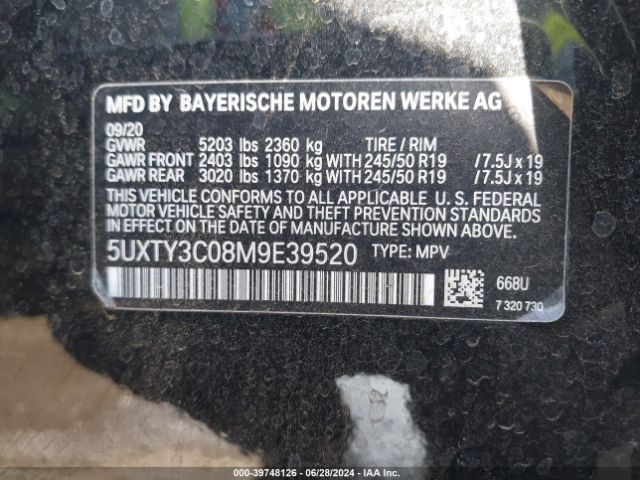 MFD BY BAYERISCHE MOTOREN WERKE AG
09/20
GVWR 5203 lbs 2360 kg TIRE / RIM
GAWR FRONT 2403 lbs 1090 kg WITH 245/50 R19 / 7.5J x 19
GAWR REAR 3020 lbs 1370 kg WITH 245/50 R19 / 7.5J x 19
THIS VEHICLE CONFORMS TO ALL APPLICABLE U. S. FEDERAL
MOTOR VEHICLE SAFETY AND THEFT PREVENTION STANDARDS
IN EFFECT ON THE DATE OF MANUFACTURE SHOWN ABOVE.
5UXTY3C08M9E39520 TYPE: MPV
668U
7 320 730
000-39748126 / 06/28/2024 / IAA Inc.